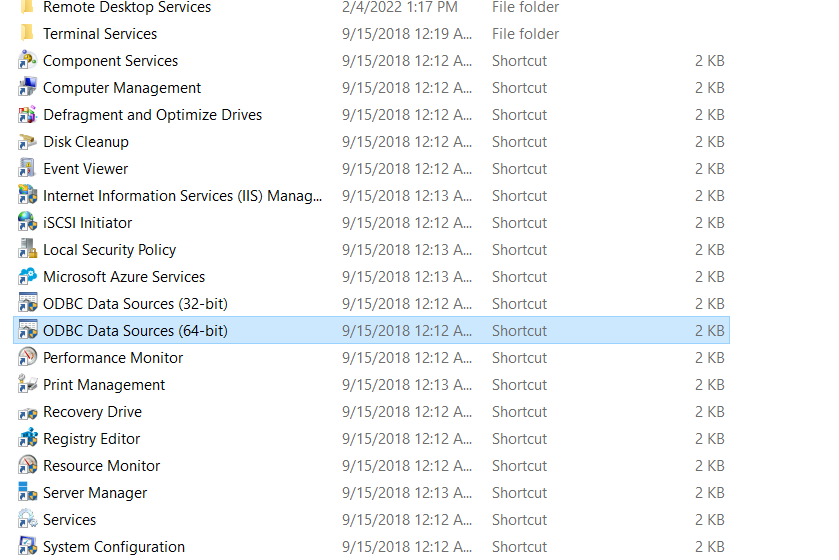 Remote Desktop Services 2/4/2022 1:17 PM File folder
Terminal Services 9/15/2018 12:19 A... File folder
Component Services 9/15/2018 12:12 A... Shortcut 2 KB
Computer Management 9/15/2018 12:12 A... Shortcut 2 KB
Defragment and Optimize Drives 9/15/2018 12:12 A... Shortcut 2 KB
Disk Cleanup 9/15/2018 12:12 A... Shortcut 2 KB
Event Viewer 9/15/2018 12:12 A... Shortcut 2 KB
Internet Information Services (IIS) Manag... 9/15/2018 12:13 A... Shortcut 2 KB
iSCSI Initiator 9/15/2018 12:12 A... Shortcut 2 KB
Local Security Policy 9/15/2018 12:13 A... Shortcut 2 KB
Microsoft Azure Services 9/15/2018 12:13 A... Shortcut 2 KB
ODBC Data Sources (32-bit) 9/15/2018 12:12 A... Shortcut 2 KB
ODBC Data Sources (64-bit) 9/15/2018 12:12 A... Shortcut 2 KB
Performance Monitor 9/15/2018 12:12 A... Shortcut 2 KB
Print Management 9/15/2018 12:13 A... Shortcut 2 KB
Recovery Drive 9/15/2018 12:12 A... Shortcut 2 KB
Registry Editor 9/15/2018 12:12 A... Shortcut 2 KB
Resource Monitor 9/15/2018 12:12 A... Shortcut 2 KB
Server Manager 9/15/2018 12:13 A... Shortcut 2 KB
Services 9/15/2018 12:12 A... Shortcut 2 KB
System Configuration 9/15/2018 12:12 A... Shortcut 2 KB